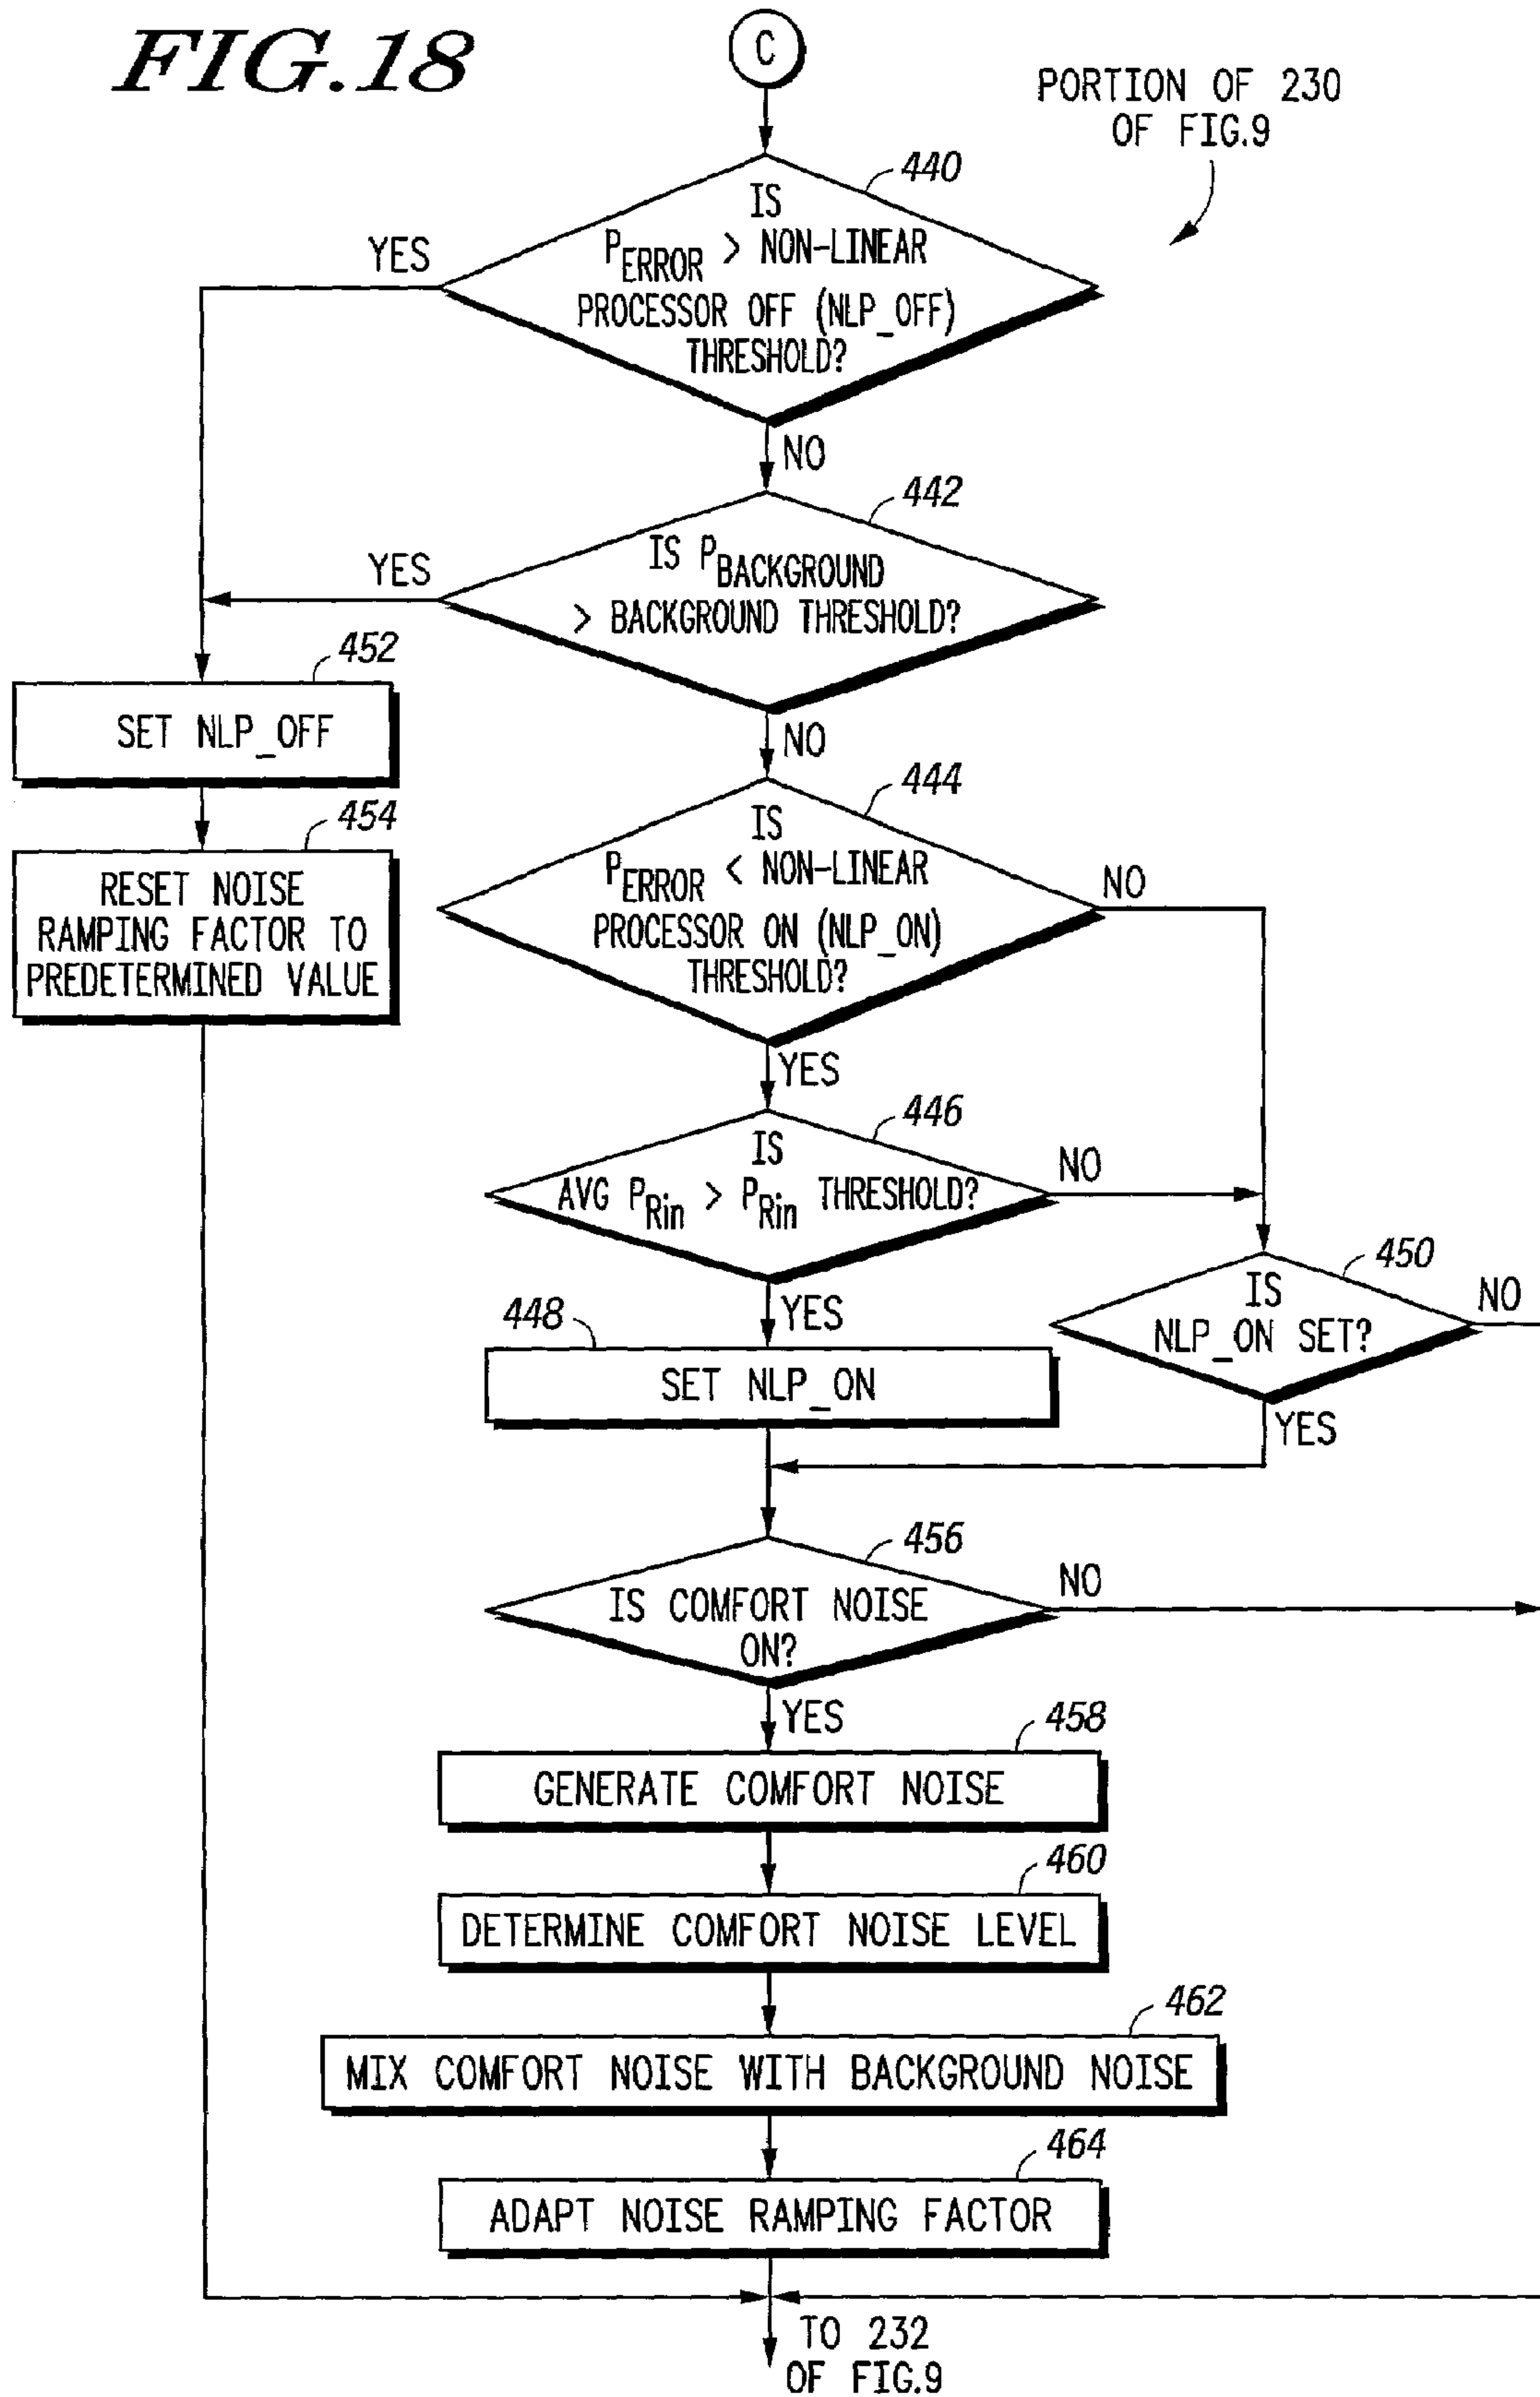 FIG.18
C
PORTION OF 230
OF FIG.9
440
IS
PERROR > NON-LINEAR
PROCESSOR OFF (NLP_OFF)
THRESHOLD?
YES
NO
442
IS PBACKGROUND
> BACKGROUND THRESHOLD?
YES
NO
452
SET NLP_OFF
454
RESET NOISE
RAMPING FACTOR TO
PREDETERMINED VALUE
444
IS
PERROR < NON-LINEAR
PROCESSOR ON (NLP_ON)
THRESHOLD?
NO
YES
446
IS
AVG PRin > PRin THRESHOLD?
NO
YES
448
SET NLP_ON
450
IS
NLP_ON SET?
NO
YES
456
IS COMFORT NOISE
ON?
NO
YES
458
GENERATE COMFORT NOISE
460
DETERMINE COMFORT NOISE LEVEL
462
MIX COMFORT NOISE WITH BACKGROUND NOISE
464
ADAPT NOISE RAMPING FACTOR
TO 232
OF FIG.9